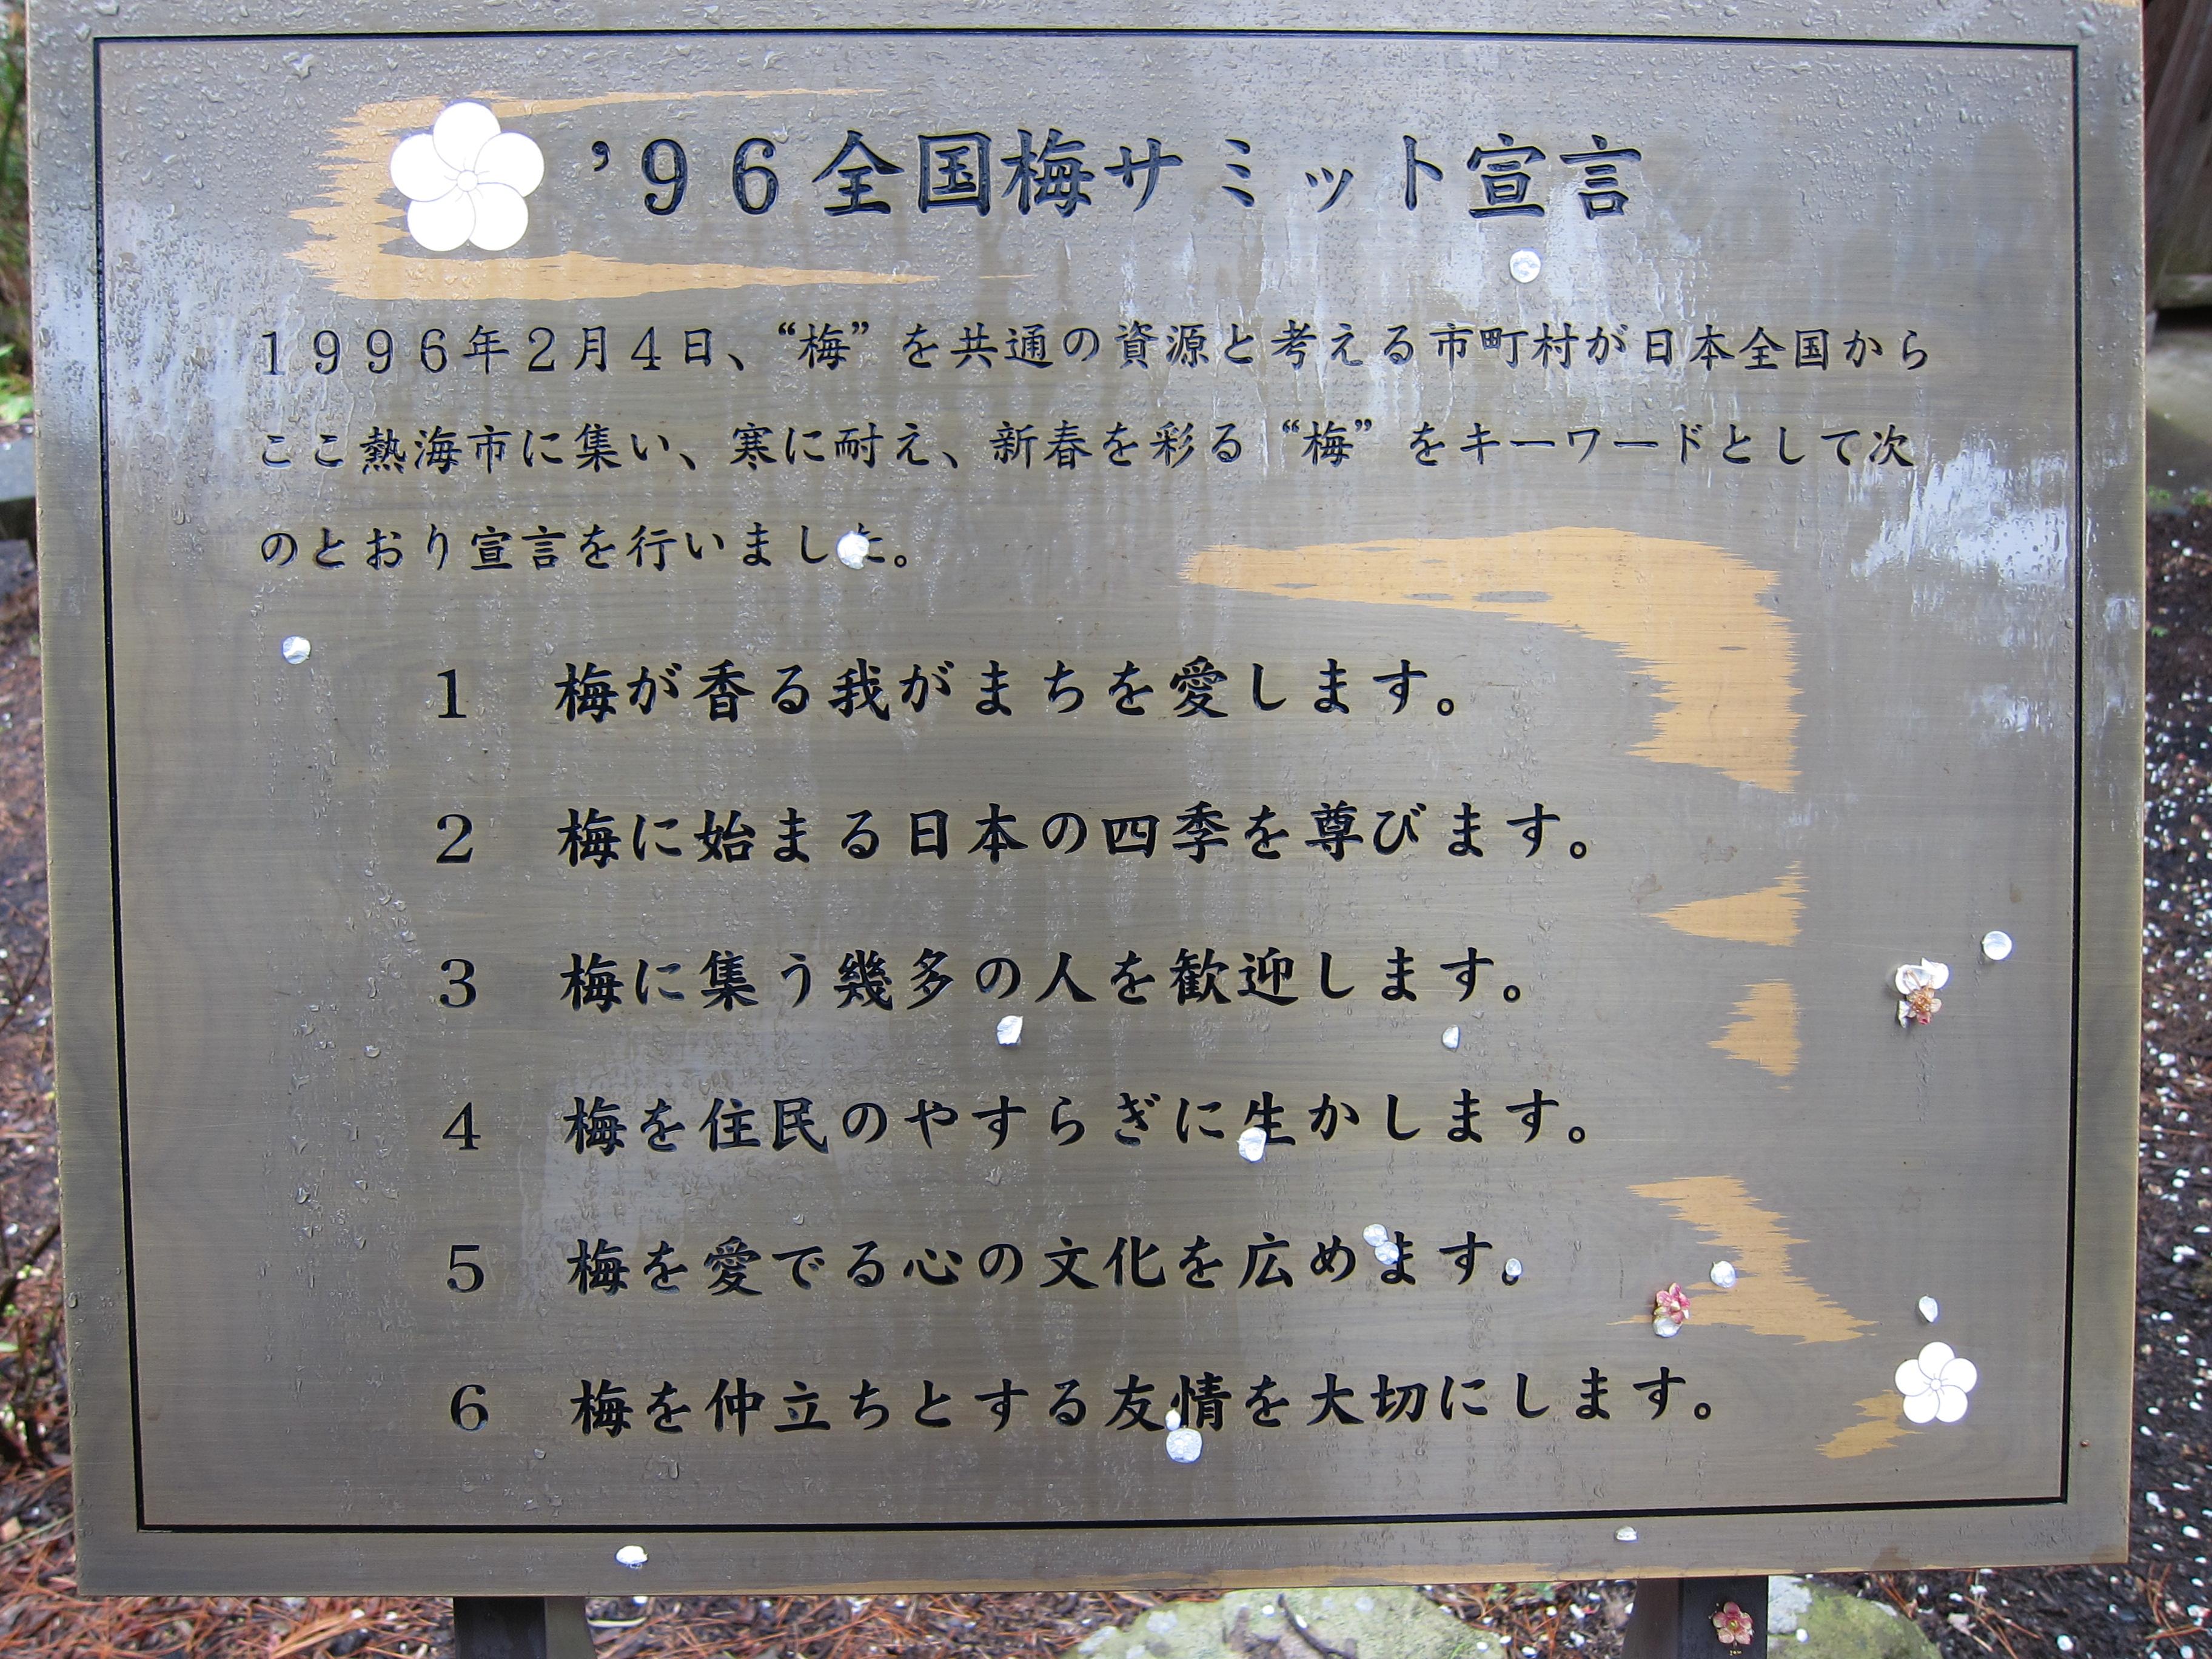 ’９６全国梅サミット宣言
１９９６年２月４日、“梅”を共通の資源と考える市町村が日本全国から
ここ熱海市に集い、寒に耐え、新春を彩る“梅”をキーワードとして次
のとおり宣言を行いました。
１　梅が香る我がまちを愛します。
２　梅に始まる日本の四季を尊びます。
３　梅に集う幾多の人を歓迎します。
４　梅を住民のやすらぎに生かします。
５　梅を愛でる心の文化を広めます。
６　梅を仲立ちとする友情を大切にします。